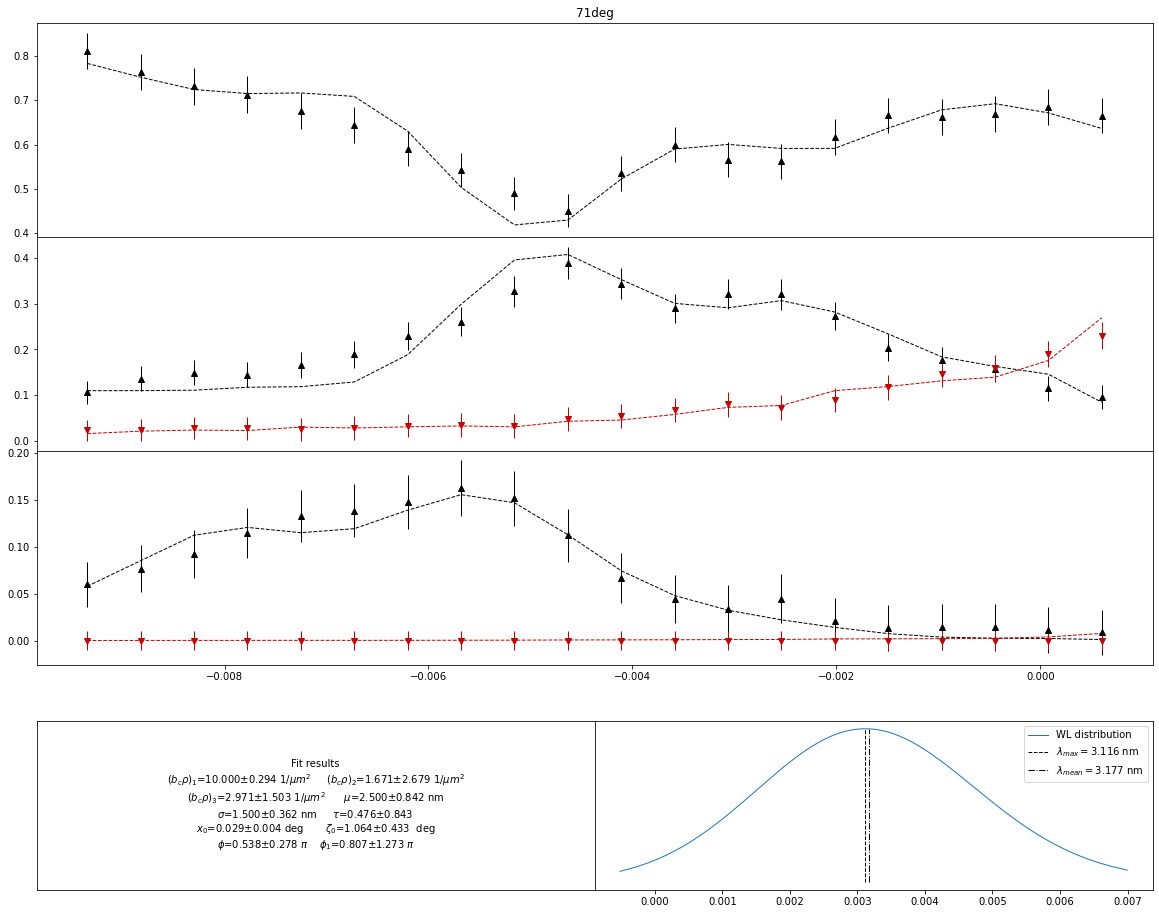 71deg
0.8
0.7
0.6
0.5
0.4
0.4
0.3
0.2
0.1
0.0
0.20
0.15
0.10
0.05
0.00
−0.008 −0.006 −0.004 −0.002 0.000
Fit results
(b_cρ)_1=10.000±0.294 1/μm^2 (b_cρ)_2=1.671±2.679 1/μm^2
(b_cρ)_3=2.971±1.503 1/μm^2 μ=2.500±0.842 nm
σ=1.500±0.362 nm τ=0.476±0.843
x_0=0.029±0.004 deg ζ_0=1.064±0.433 deg
ϕ=0.538±0.278 π ϕ_1=0.807±1.273 π
WL distribution
λ_max = 3.116 nm
λ_mean = 3.177 nm
0.000 0.001 0.002 0.003 0.004 0.005 0.006 0.007